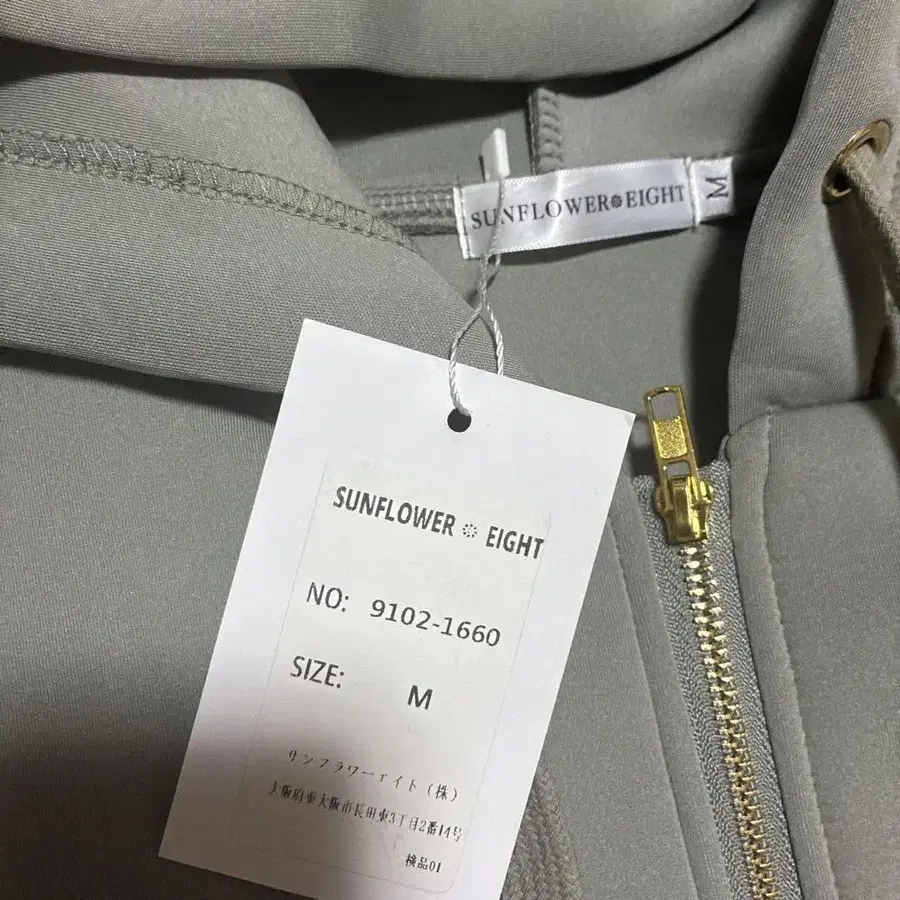 SUNFLOWER❁EIGHT
M
SUNFLOWER ❁ EIGHT
NO: 9102-1660
SIZE: M
サンフラワーェイト（株）
大阪府東大阪市長田東3丁目2番14号
検品01